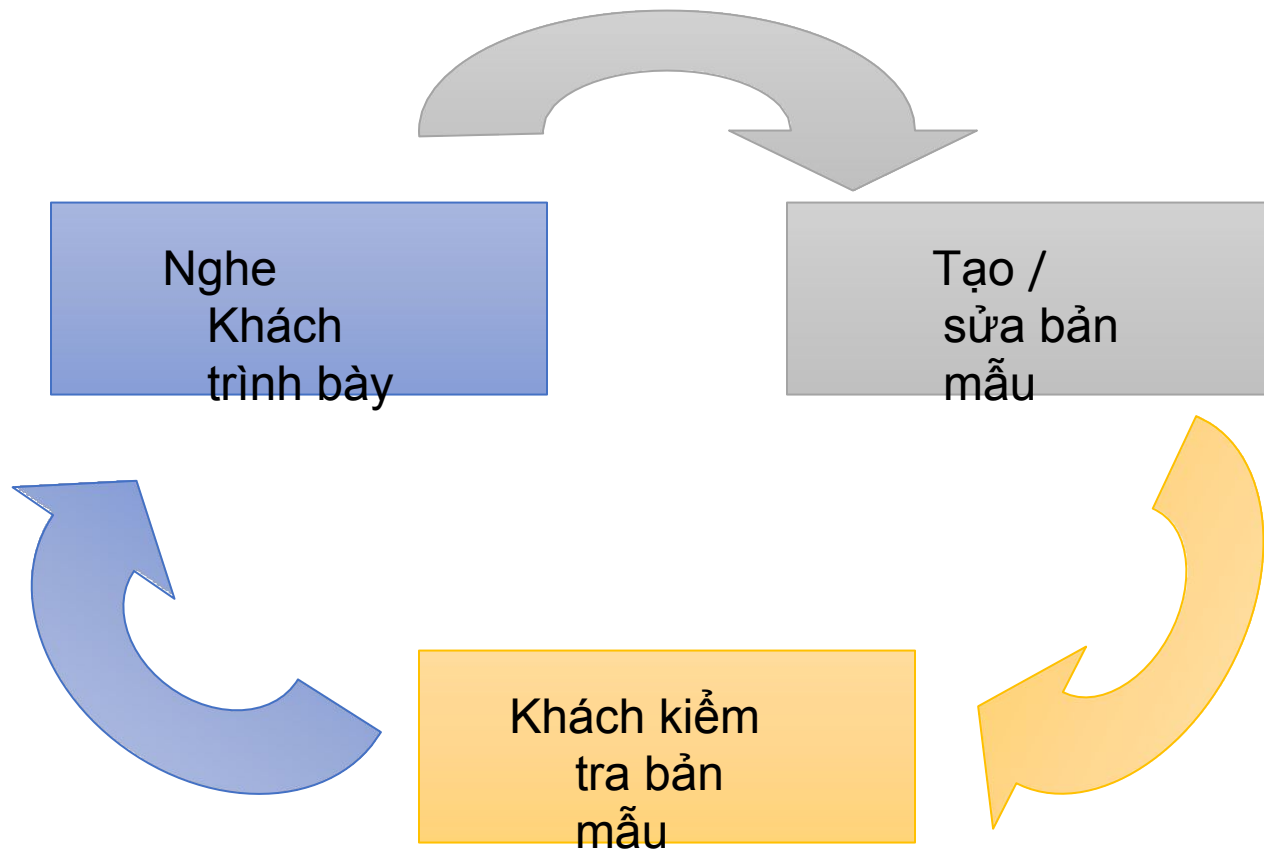 Nghe
Khách
trình bày
Tạo /
sửa bản
mẫu
Khách kiểm
tra bản
mẫu